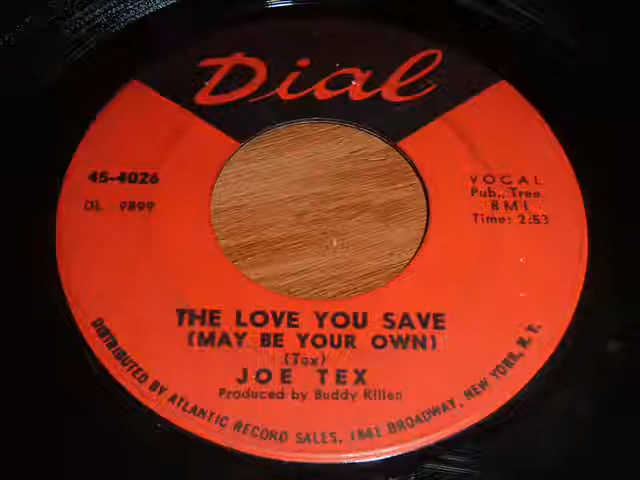 Dial
45-4026
DL 9899
VOCAL
Pub., Tree.
BMI
Time: 2:53
THE LOVE YOU SAVE
(MAY BE YOUR OWN)
(Tex)
JOE TEX
Produced by Buddy Killen
DISTRIBUTED BY ATLANTIC RECORD SALES, 1841 BROADWAY, NEW YORK, N.Y.